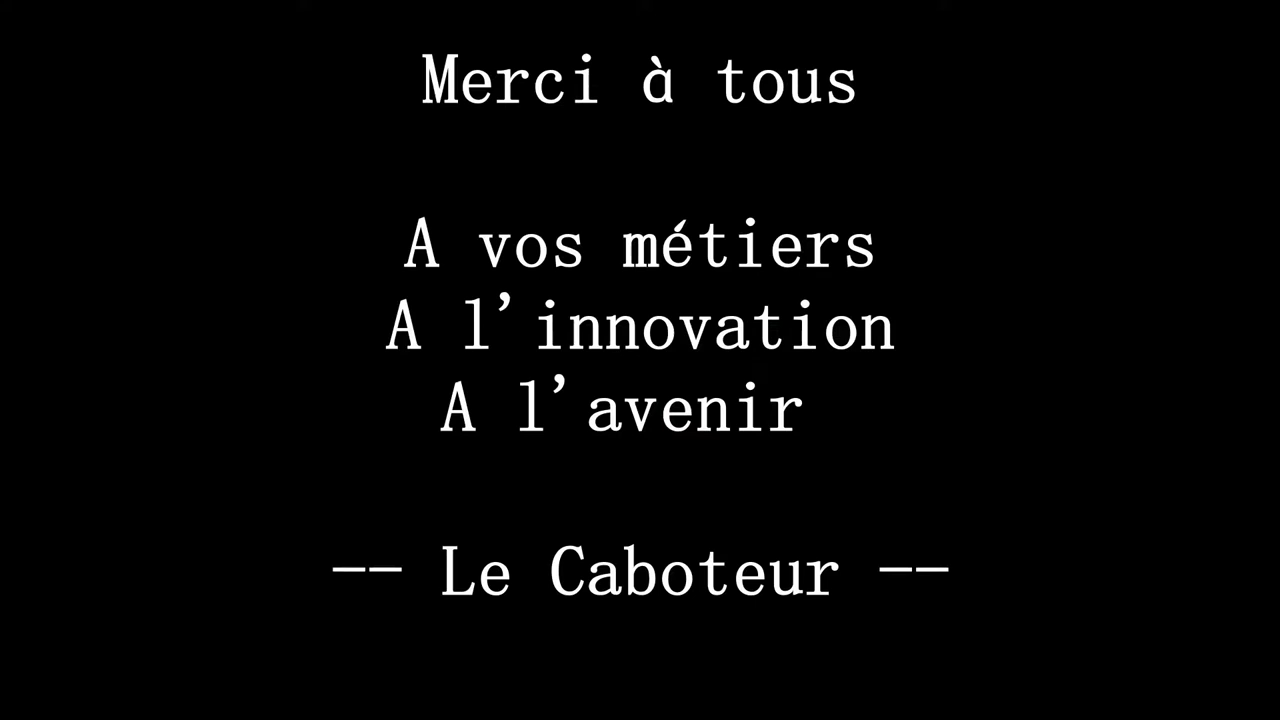 Merci à tous
A vos métiers
A l'innovation
A l'avenir
-- Le Caboteur --